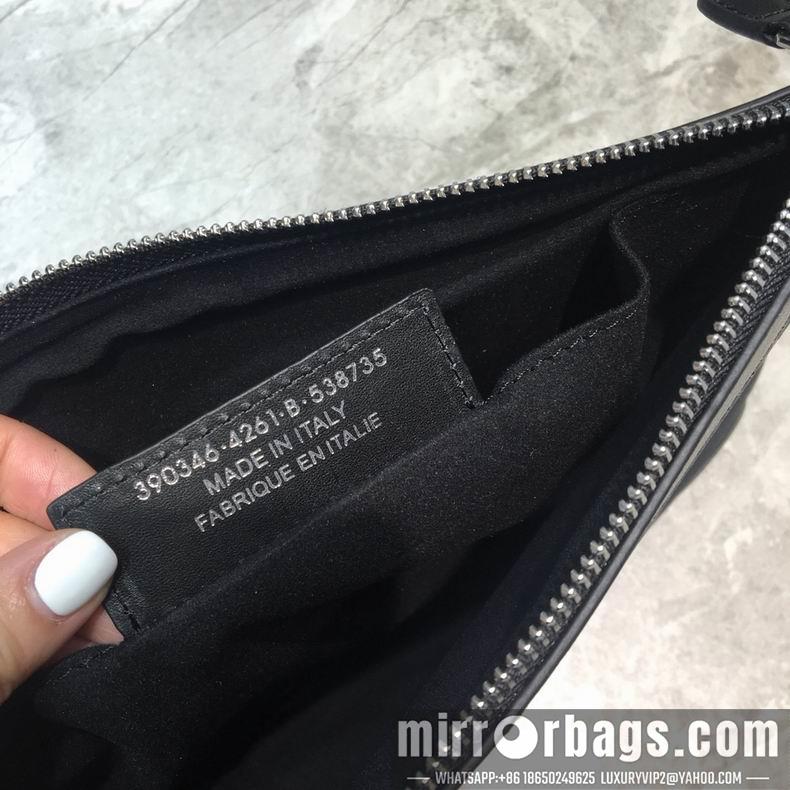 390346·4261·B·538735
MADE IN ITALY
FABRIQUE EN ITALIE
mirrorbags.com
WHATSAPP:+86 18650249625 LUXURYVIP2@YAHOO.COM